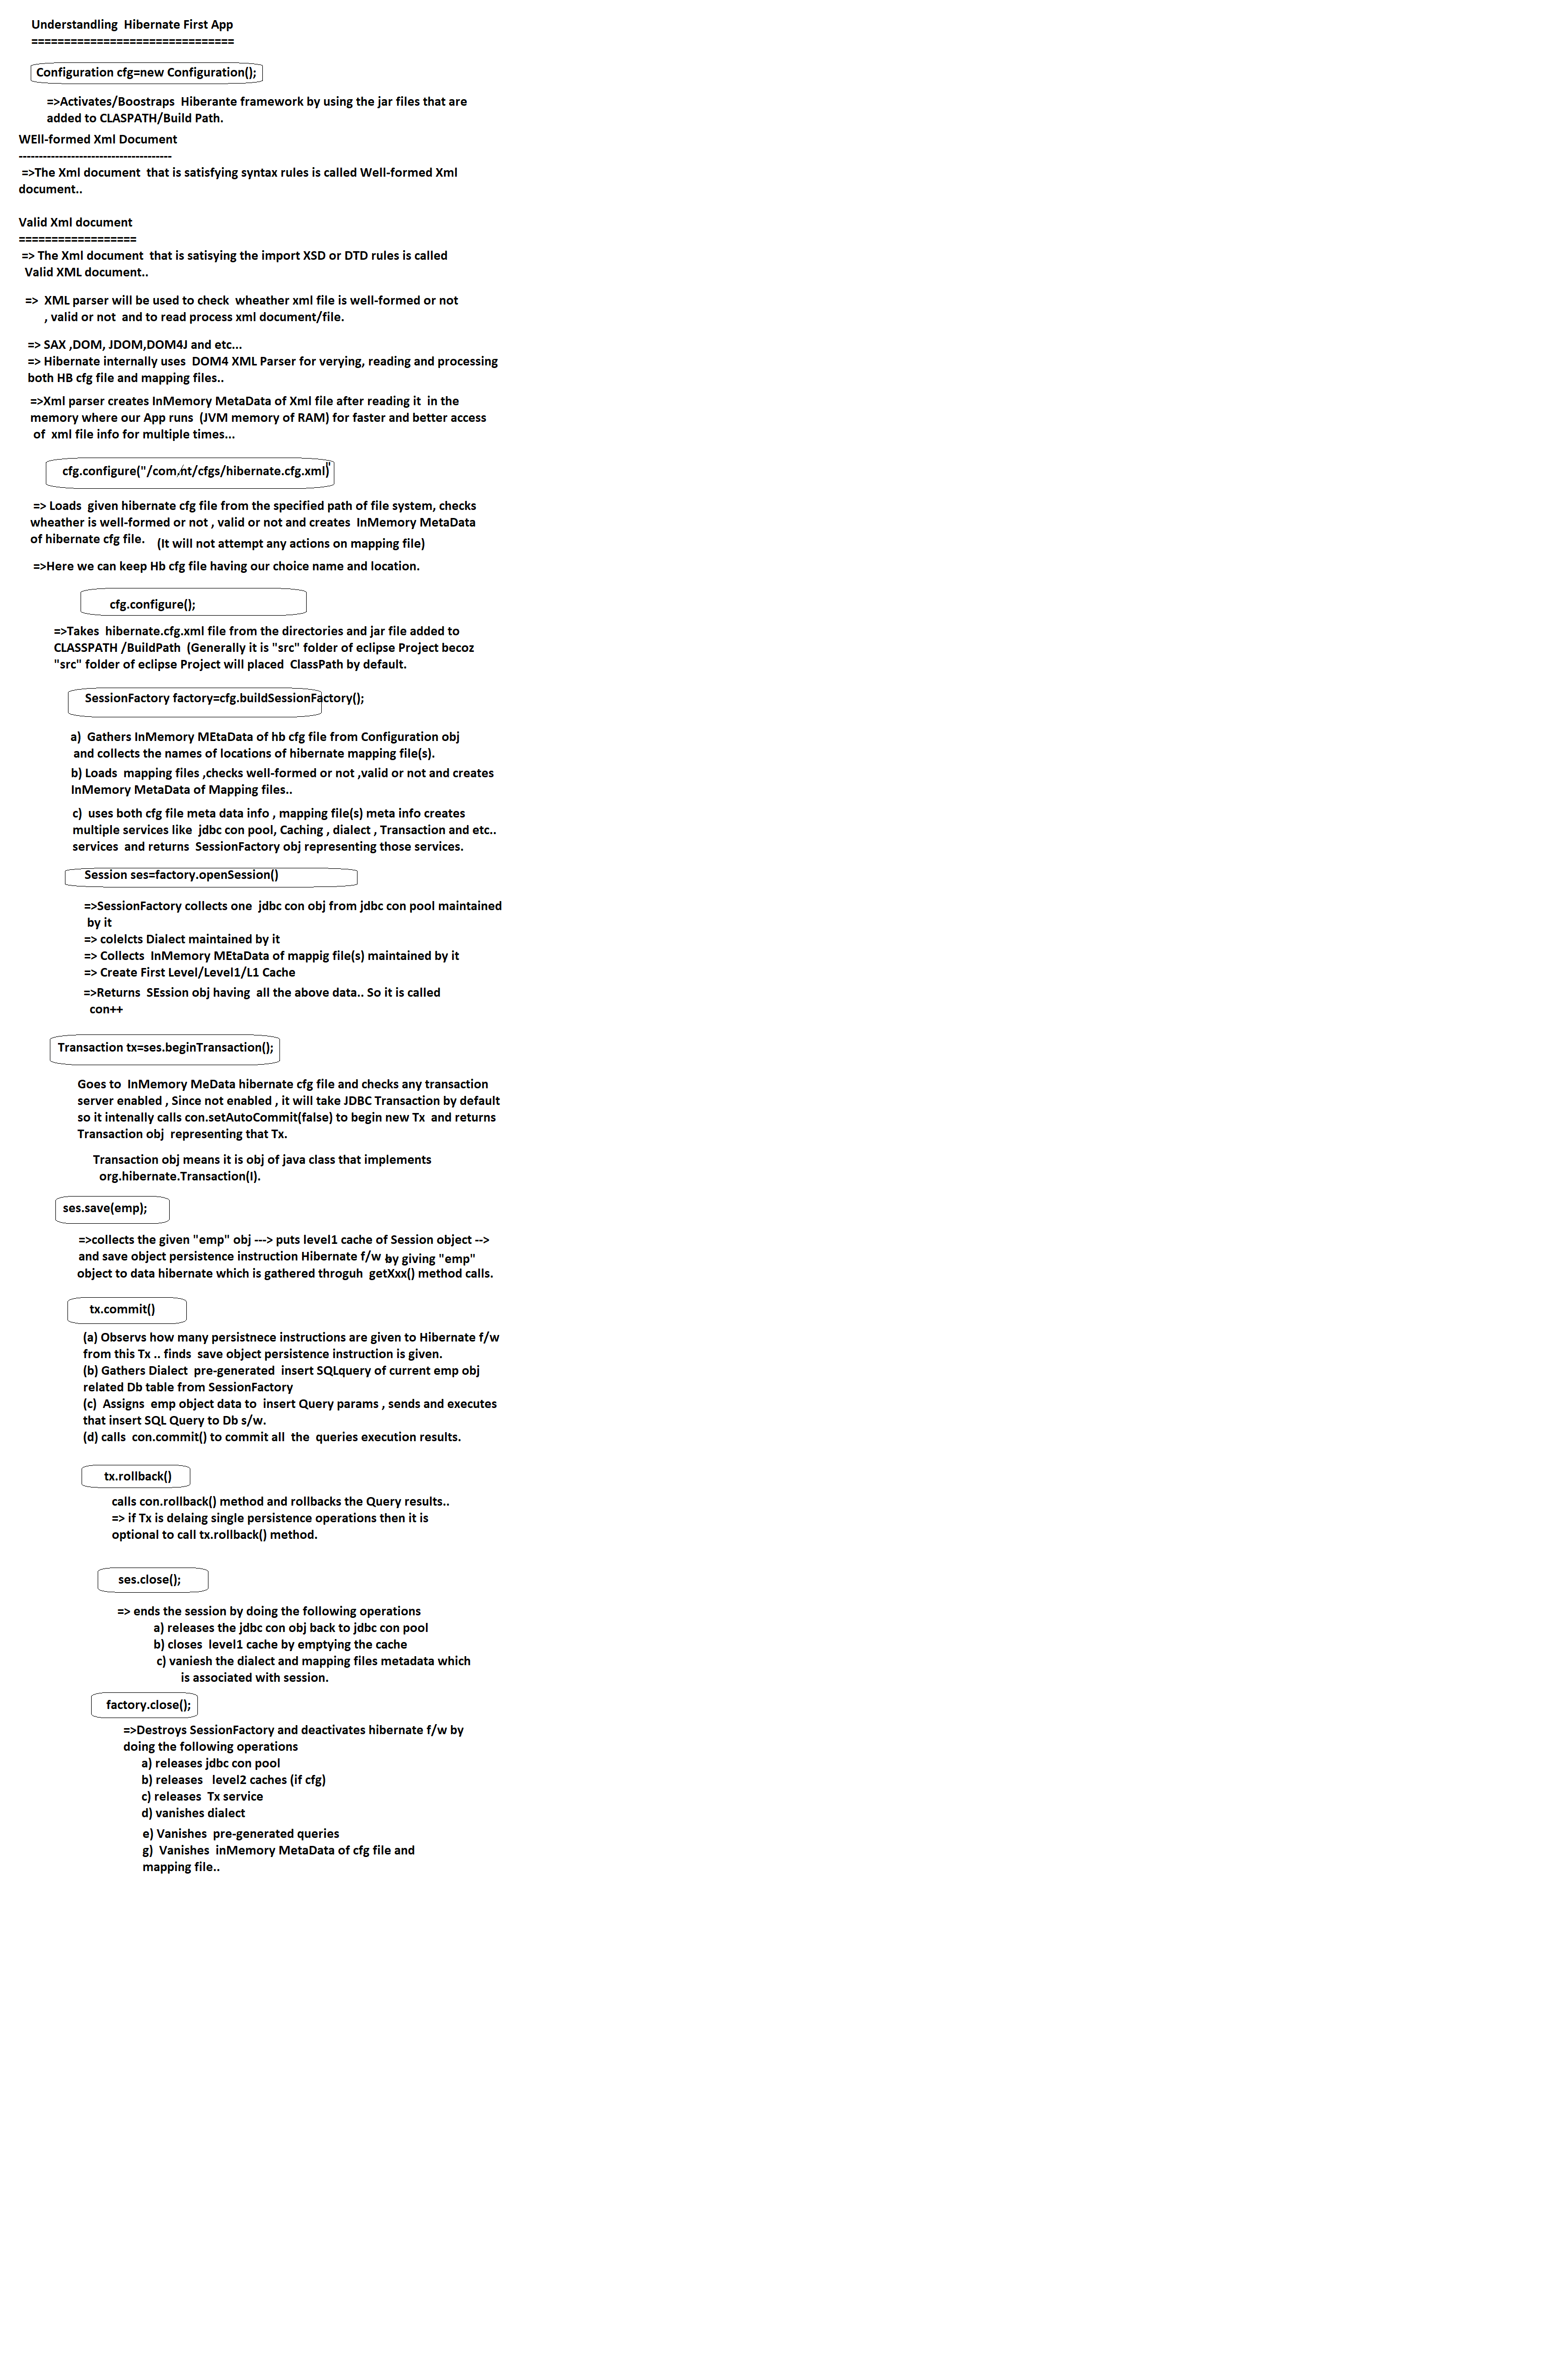 Understandling  Hibernate First App
===============================
Configuration cfg=new Configuration();
=>Activates/Boostraps  Hiberante framework by using the jar files that are
added to CLASPATH/Build Path.
WEll-formed Xml Document
--------------------------------------
=>The Xml document  that is satisfying syntax rules is called Well-formed Xml
document..
Valid Xml document
==================
=> The Xml document  that is satisying the import XSD or DTD rules is called
Valid XML document..
=>  XML parser will be used to check  wheather xml file is well-formed or not
, valid or not  and to read process xml document/file.
=> SAX ,DOM, JDOM,DOM4J and etc...
=> Hibernate internally uses  DOM4 XML Parser for verying, reading and processing
both HB cfg file and mapping files..
=>Xml parser creates InMemory MetaData of Xml file after reading it  in the
memory where our App runs  (JVM memory of RAM) for faster and better access
of  xml file info for multiple times...
cfg.configure("/com/nt/cfgs/hibernate.cfg.xml)"
=> Loads  given hibernate cfg file from the specified path of file system, checks
wheather is well-formed or not , valid or not and creates  InMemory MetaData
of hibernate cfg file.   (It will not attempt any actions on mapping file)
=>Here we can keep Hb cfg file having our choice name and location.
cfg.configure();
=>Takes  hibernate.cfg.xml file from the directories and jar file added to
CLASSPATH /BuildPath  (Generally it is "src" folder of eclipse Project becoz
"src" folder of eclipse Project will placed  ClassPath by default.
SessionFactory factory=cfg.buildSessionFactory();
a)  Gathers InMemory MEtaData of hb cfg file from Configuration obj
and collects the names of locations of hibernate mapping file(s).
b) Loads  mapping files ,checks well-formed or not ,valid or not and creates
InMemory MetaData of Mapping files..
c)  uses both cfg file meta data info , mapping file(s) meta info creates
multiple services like  jdbc con pool, Caching , dialect , Transaction and etc..
services  and returns  SessionFactory obj representing those services.
Session ses=factory.openSession()
=>SessionFactory collects one  jdbc con obj from jdbc con pool maintained
by it
=> colelcts Dialect maintained by it
=> Collects  InMemory MEtaData of mappig file(s) maintained by it
=> Create First Level/Level1/L1 Cache
=>Returns  SEssion obj having  all the above data.. So it is called
con++
Transaction tx=ses.beginTransaction();
Goes to  InMemory MeData hibernate cfg file and checks any transaction
server enabled , Since not enabled , it will take JDBC Transaction by default
so it intenally calls con.setAutoCommit(false) to begin new Tx  and returns
Transaction obj  representing that Tx.
Transaction obj means it is obj of java class that implements
org.hibernate.Transaction(I).
ses.save(emp);
=>collects the given "emp" obj ---> puts level1 cache of Session object -->
and save object persistence instruction Hibernate f/w by giving "emp"
object to data hibernate which is gathered throguh  getXxx() method calls.
tx.commit()
(a) Observs how many persistnece instructions are given to Hibernate f/w
from this Tx .. finds  save object persistence instruction is given.
(b) Gathers Dialect  pre-generated  insert SQLquery of current emp obj
related Db table from SessionFactory
(c)  Assigns  emp object data to  insert Query params , sends and executes
that insert SQL Query to Db s/w.
(d) calls  con.commit() to commit all  the  queries execution results.
tx.rollback()
calls con.rollback() method and rollbacks the Query results..
=> if Tx is delaing single persistence operations then it is
optional to call tx.rollback() method.
ses.close();
=> ends the session by doing the following operations
a) releases the jdbc con obj back to jdbc con pool
b) closes  level1 cache by emptying the cache
c) vaniesh the dialect and mapping files metadata which
is associated with session.
factory.close();
=>Destroys SessionFactory and deactivates hibernate f/w by
doing the following operations
a) releases jdbc con pool
b) releases   level2 caches (if cfg)
c) releases  Tx service
d) vanishes dialect
e) Vanishes  pre-generated queries
g)  Vanishes  inMemory MetaData of cfg file and
mapping file..